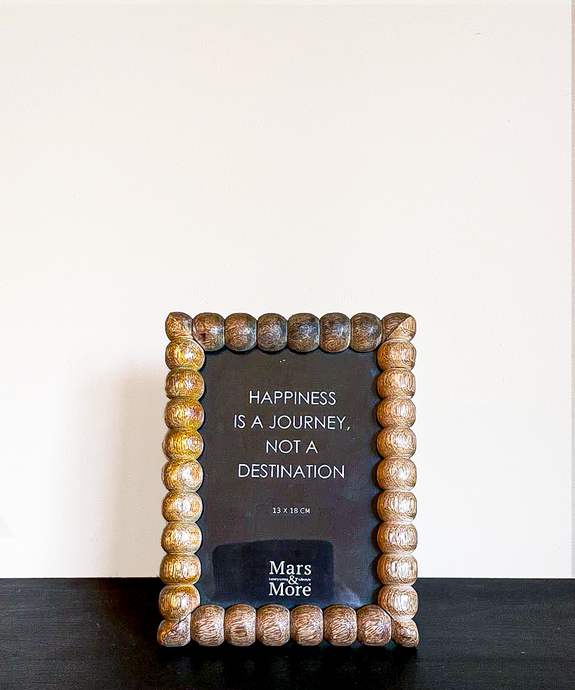 HAPPINESS
IS A JOURNEY,
NOT A
DESTINATION
13 X 18 CM
Mars
&
More